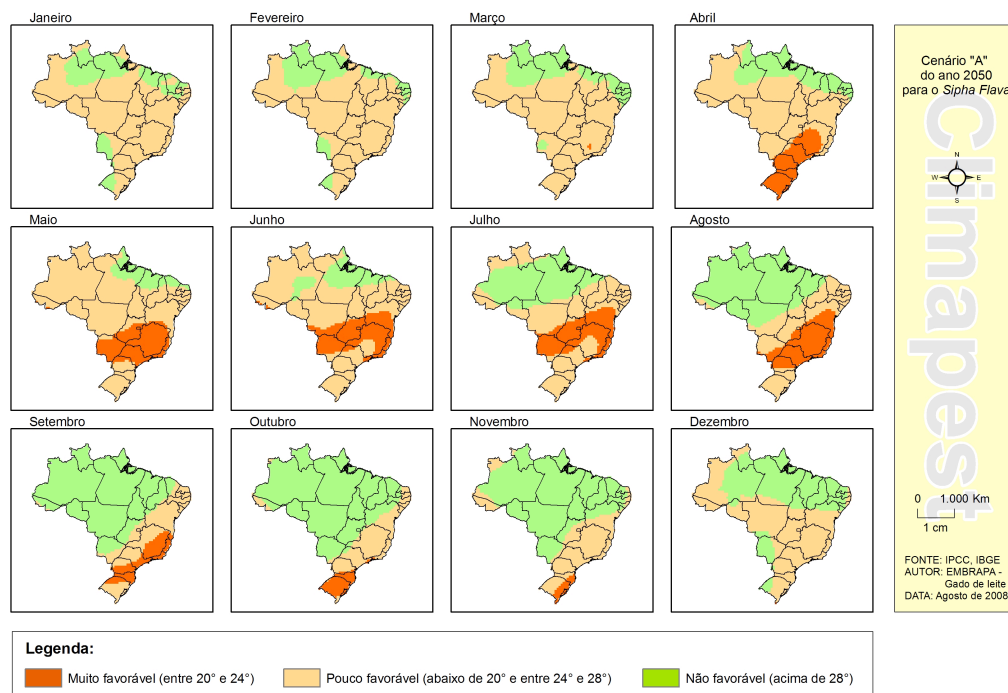 Janeiro
Fevereiro
Março
Abril
Maio
Junho
Julho
Agosto
Setembro
Outubro
Novembro
Dezembro
Cenário "A"
do ano 2050
para o Sipha Flava
Climapest
N
W E
S
0 1.000 Km
1 cm
FONTE: IPCC, IBGE
AUTOR: EMBRAPA -
Gado de leite
DATA: Agosto de 2008
Legenda:
Muito favorável (entre 20° e 24°)
Pouco favorável (abaixo de 20° e entre 24° e 28°)
Não favorável (acima de 28°)